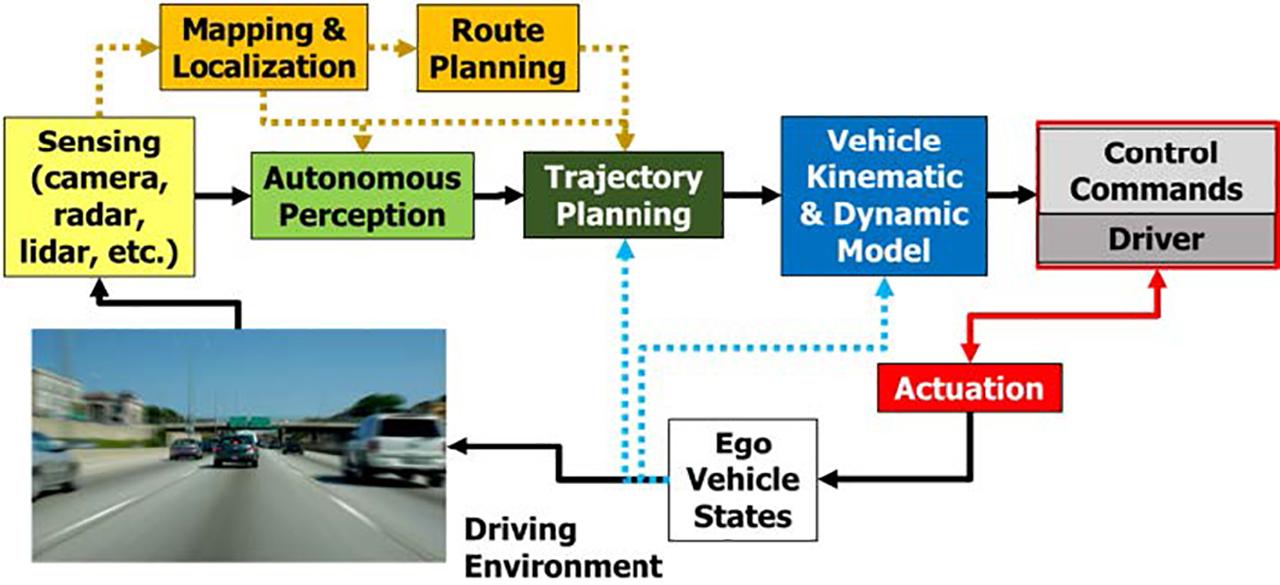 Mapping &
Localization
Route
Planning
Sensing
(camera,
radar,
lidar, etc.)
Autonomous
Perception
Trajectory
Planning
Vehicle
Kinematic
& Dynamic
Model
Control
Commands
Driver
Actuation
Ego
Vehicle
States
Driving
Environment